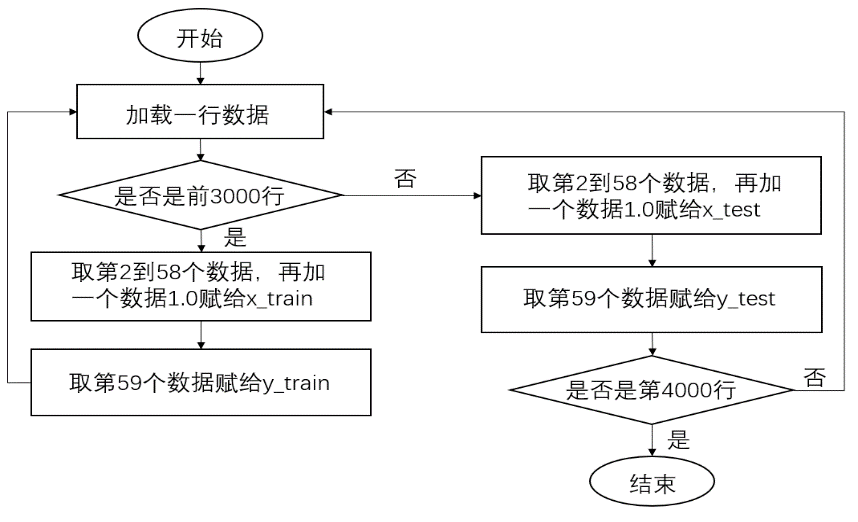 开始
加载一行数据
是否是前3000行
否
是
取第2到58个数据，再加
一个数据1.0赋给x_train
取第59个数据赋给y_train
取第2到58个数据，再加
一个数据1.0赋给x_test
取第59个数据赋给y_test
是否是第4000行
否
是
结束